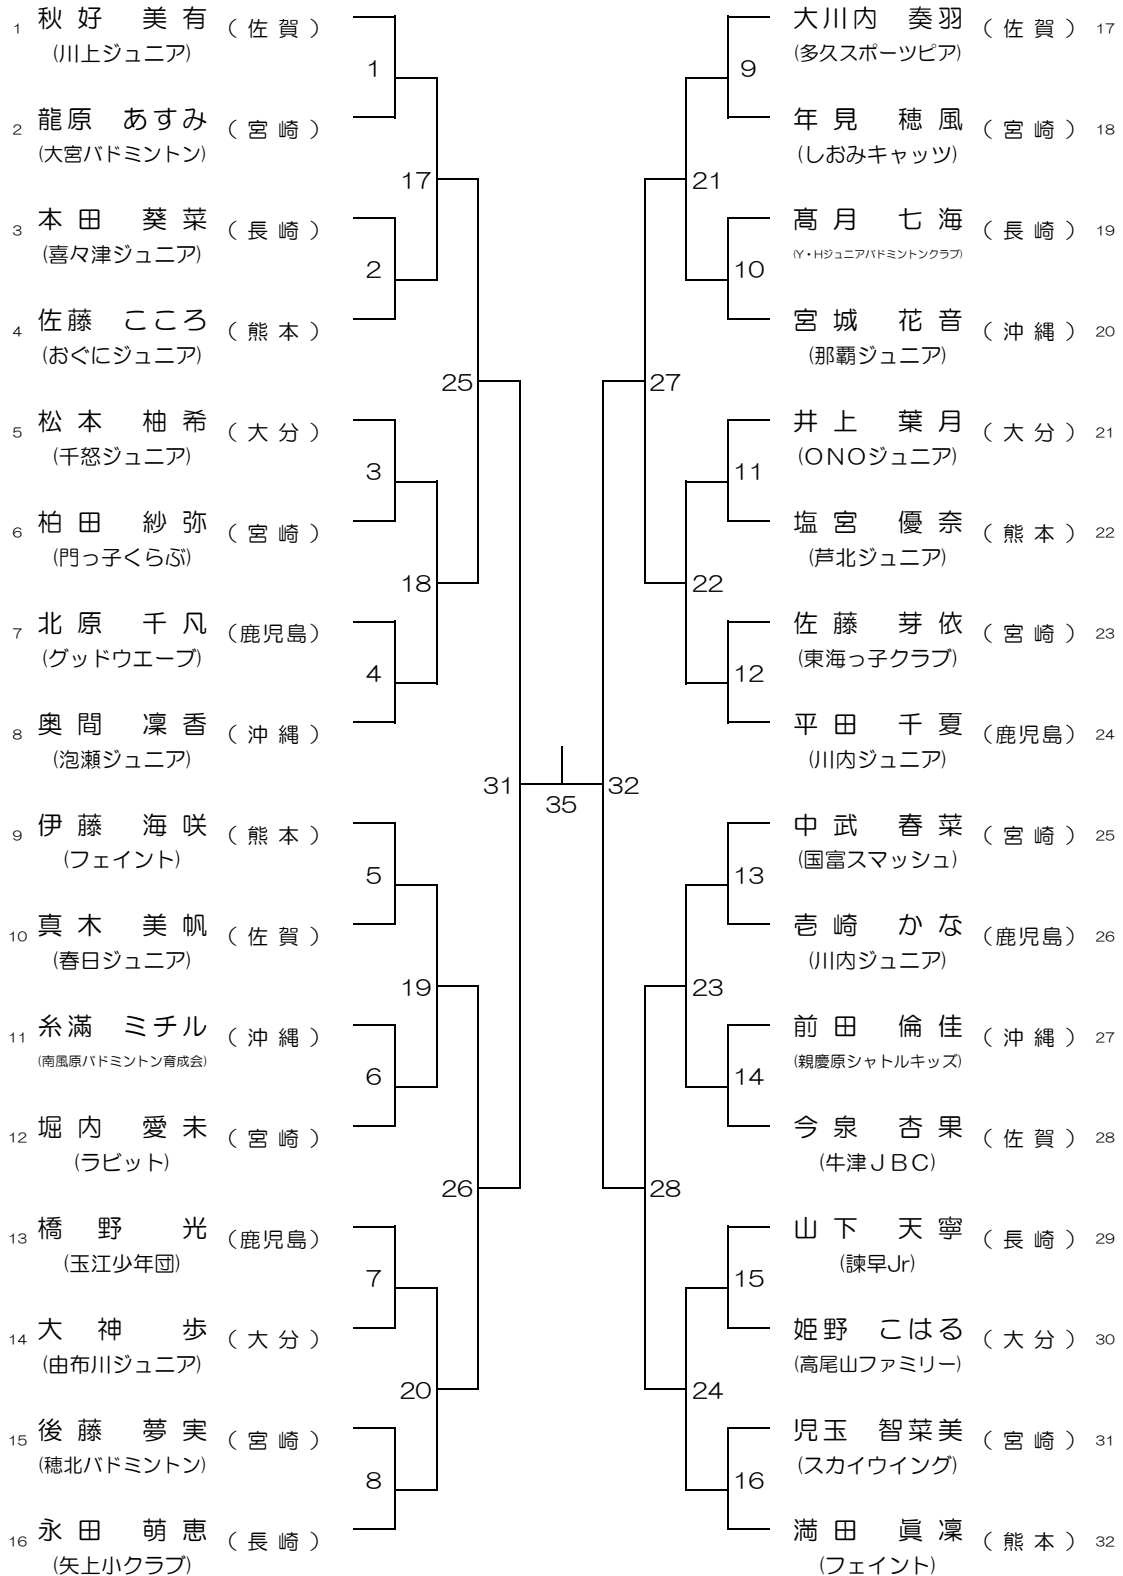 1 秋好 美有 (佐賀)
(川上ジュニア)
1
2 龍原 あすみ (宮崎)
(大宮バドミントン)
17
3 本田 葵菜 (長崎)
(喜々津ジュニア)
2
4 佐藤 こころ (熊本)
(おぐにジュニア)
25
5 松本 柚希 (大分)
(千怒ジュニア)
3
6 柏田 紗弥 (宮崎)
(門っ子くらぶ)
18
7 北原 千凡 (鹿児島)
(グッドウエーブ)
4
8 奥間 凜香 (沖縄)
(泡瀬ジュニア)
31
9 伊藤 海咲 (熊本)
(フェイント)
5
10 真木 美帆 (佐賀)
(春日ジュニア)
19
11 糸滿 ミチル (沖縄)
(南風原バドミントン育成会)
6
12 堀内 愛未 (宮崎)
(ラビット)
26
13 橋野 光 (鹿児島)
(玉江少年団)
7
14 大神 歩 (大分)
(由布川ジュニア)
20
15 後藤 夢実 (宮崎)
(穂北バドミントン)
8
16 永田 萌恵 (長崎)
(矢上小クラブ)
35
大川内 奏羽 (佐賀) 17
(多久スポーツピア)
9
年見 穂風 (宮崎) 18
(しおみキャッツ)
21
髙月 七海 (長崎) 19
(Y・Hジュニアバドミントンクラブ)
10
宮城 花音 (沖縄) 20
(那覇ジュニア)
27
井上 葉月 (大分) 21
(ONOジュニア)
11
塩宮 優奈 (熊本) 22
(芦北ジュニア)
22
佐藤 芽依 (宮崎) 23
(東海っ子クラブ)
12
平田 千夏 (鹿児島) 24
(川内ジュニア)
32
中武 春菜 (宮崎) 25
(国富スマッシュ)
13
壱崎 かな (鹿児島) 26
(川内ジュニア)
23
前田 倫佳 (沖縄) 27
(親慶原シャトルキッズ)
14
今泉 杏果 (佐賀) 28
(牛津JBC)
28
山下 天寧 (長崎) 29
(諫早Jr)
15
姫野 こはる (大分) 30
(高尾山ファミリー)
24
児玉 智菜美 (宮崎) 31
(スカイウイング)
16
満田 眞凜 (熊本) 32
(フェイント)